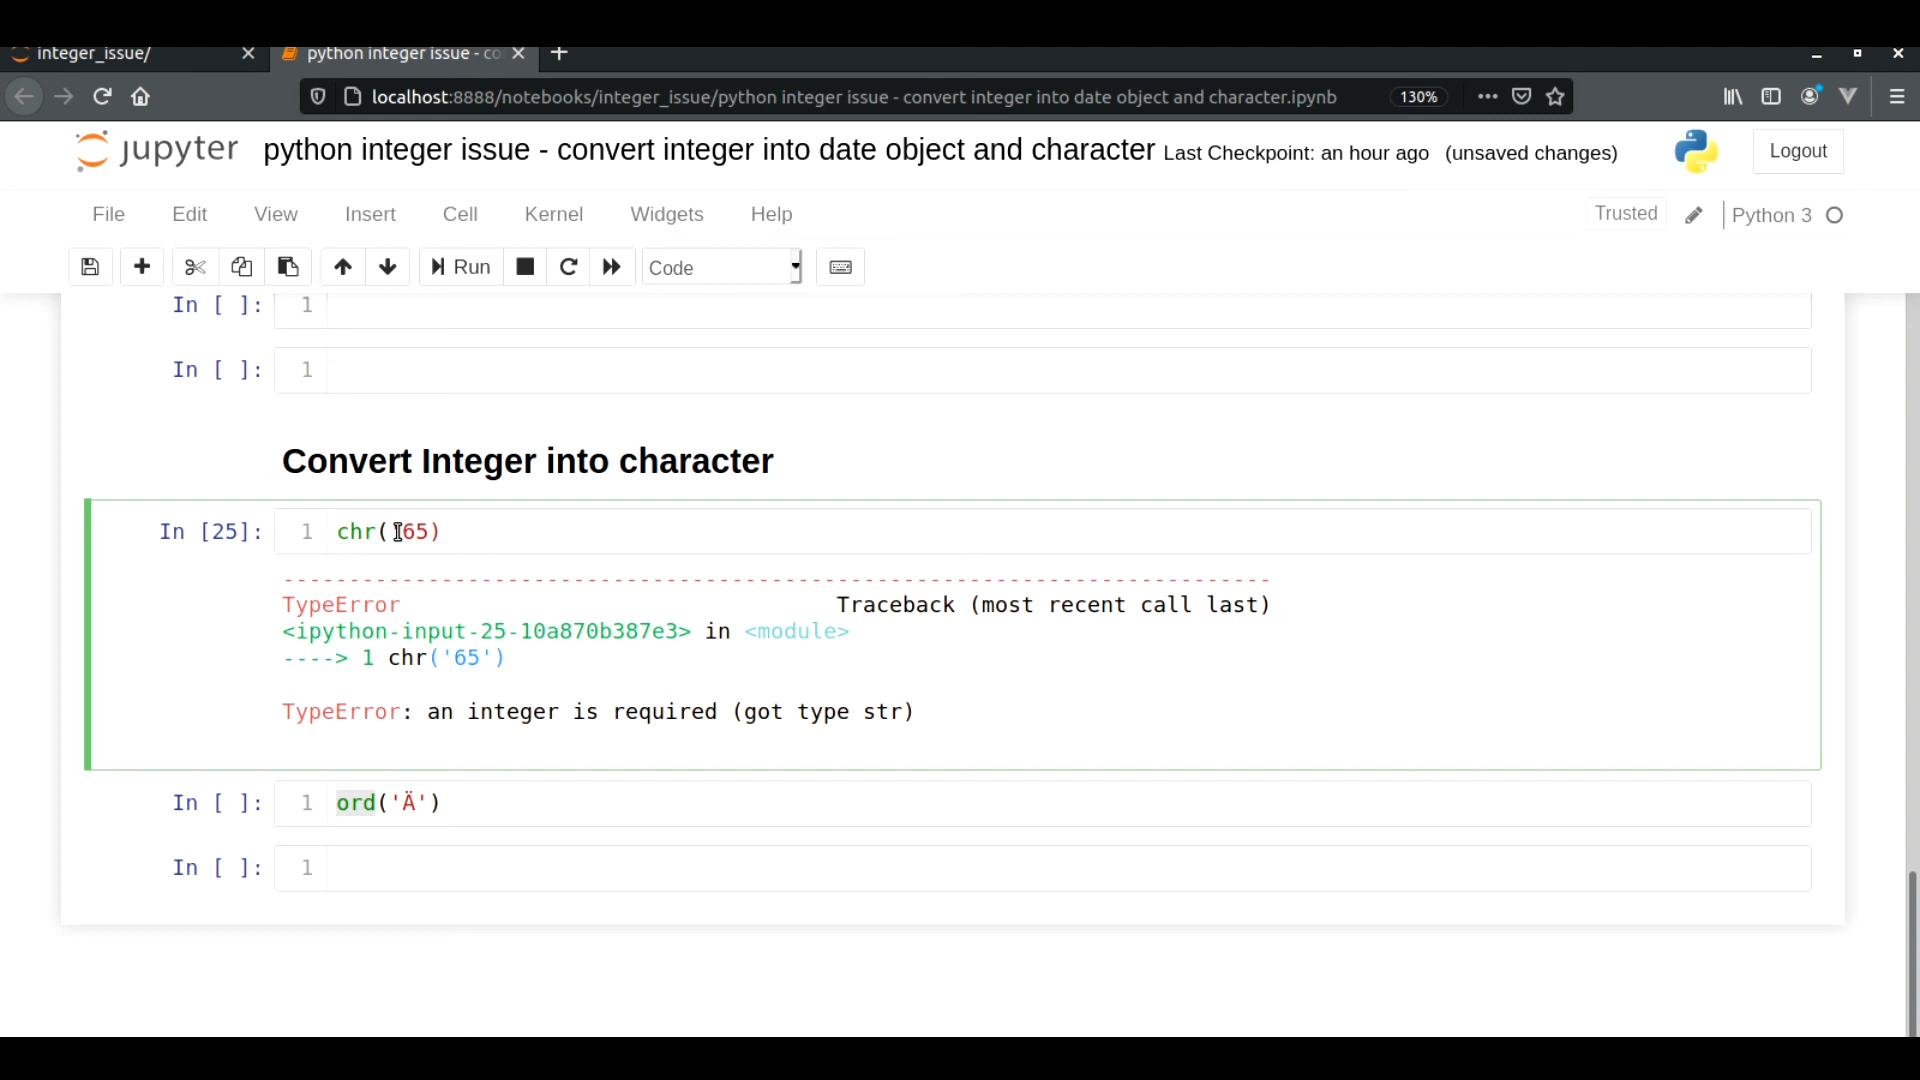 integer_issue/
python integer issue - co
localhost:8888/notebooks/integer_issue/python integer issue - convert integer into date object and character.ipynb
130%
jupyter python integer issue - convert integer into date object and character Last Checkpoint: an hour ago (unsaved changes)
Logout
File Edit View Insert Cell Kernel Widgets Help
Trusted
Python 3
Run
Code
In [ ]: 1
In [ ]: 1
Convert Integer into character
In [25]: 1 chr('65)
---------------------------------------------------------------------------
TypeError Traceback (most recent call last)
<ipython-input-25-10a870b387e3> in <module>
----> 1 chr('65')
TypeError: an integer is required (got type str)
In [ ]: 1 ord('Ä')
In [ ]: 1